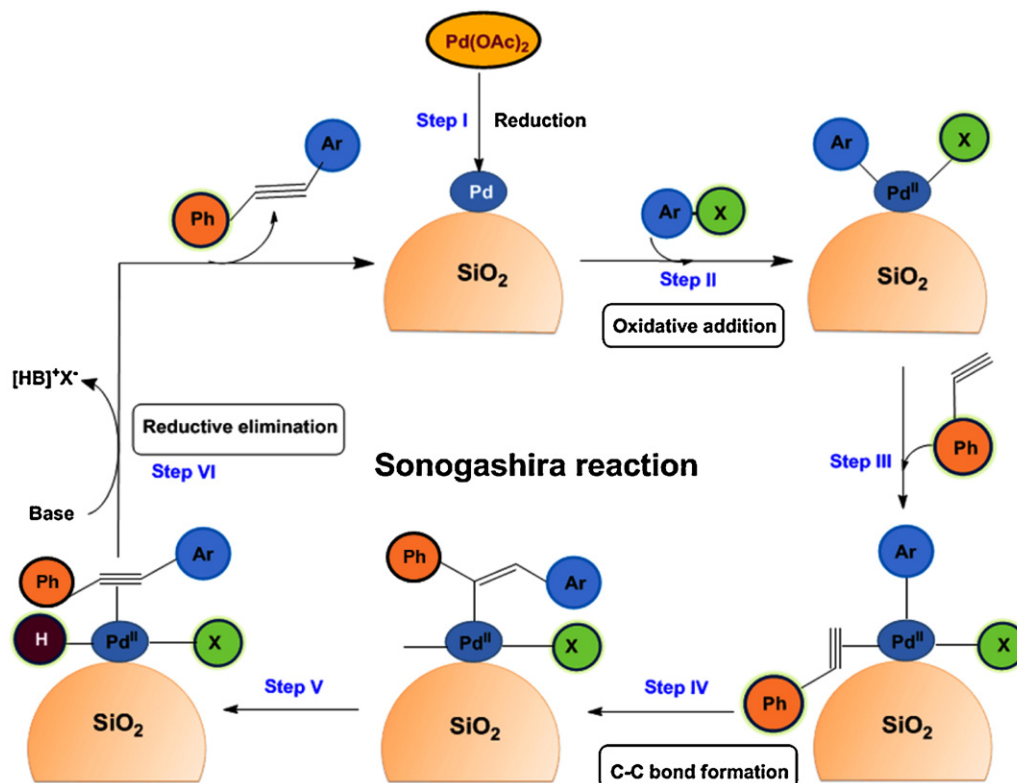 Pd(OAc)₂
Step I
Reduction
Ar
Ph
Pd
SiO₂
Ar
X
Step II
Oxidative addition
Ar
X
Pdᴵᴵ
SiO₂
Ph
Step III
[HB]⁺X⁻
Reductive elimination
Step VI
Base
Sonogashira reaction
Ph
Ar
H
Pdᴵᴵ
X
SiO₂
Step V
Ph
Ar
Pdᴵᴵ
X
SiO₂
Step IV
C-C bond formation
Ar
Pdᴵᴵ
X
Ph
SiO₂